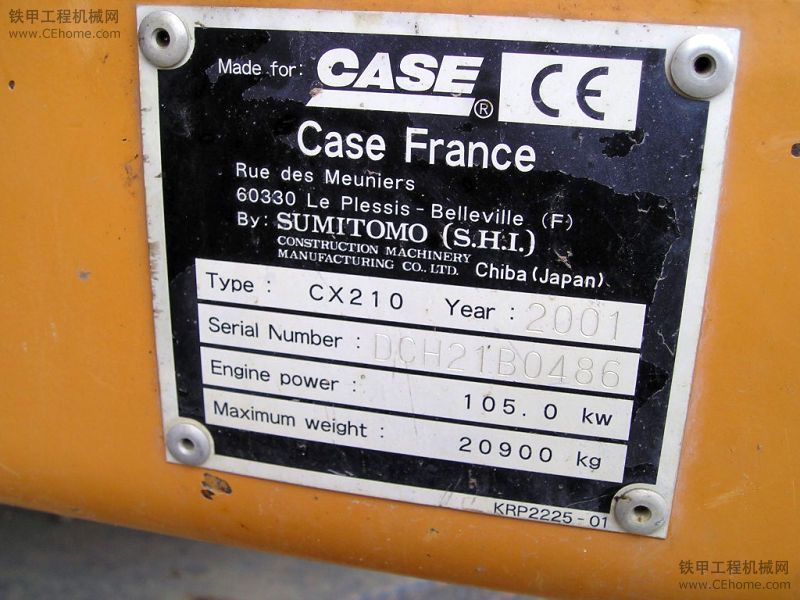 铁甲工程机械网
www.CEhome.com
Made for: CASE ® CE
Case France
Rue des Meuniers
60330 Le Plessis-Belleville (F)
By: SUMITOMO (S.H.I.)
CONSTRUCTION MACHINERY
MANUFACTURING CO., LTD. Chiba (Japan)
Type : CX210 Year : 2001
Serial Number : DCH21B0486
Engine power : 105.0 kw
Maximum weight : 20900 kg
KRP2225-01
铁甲工程机械网
www.CEhome.com